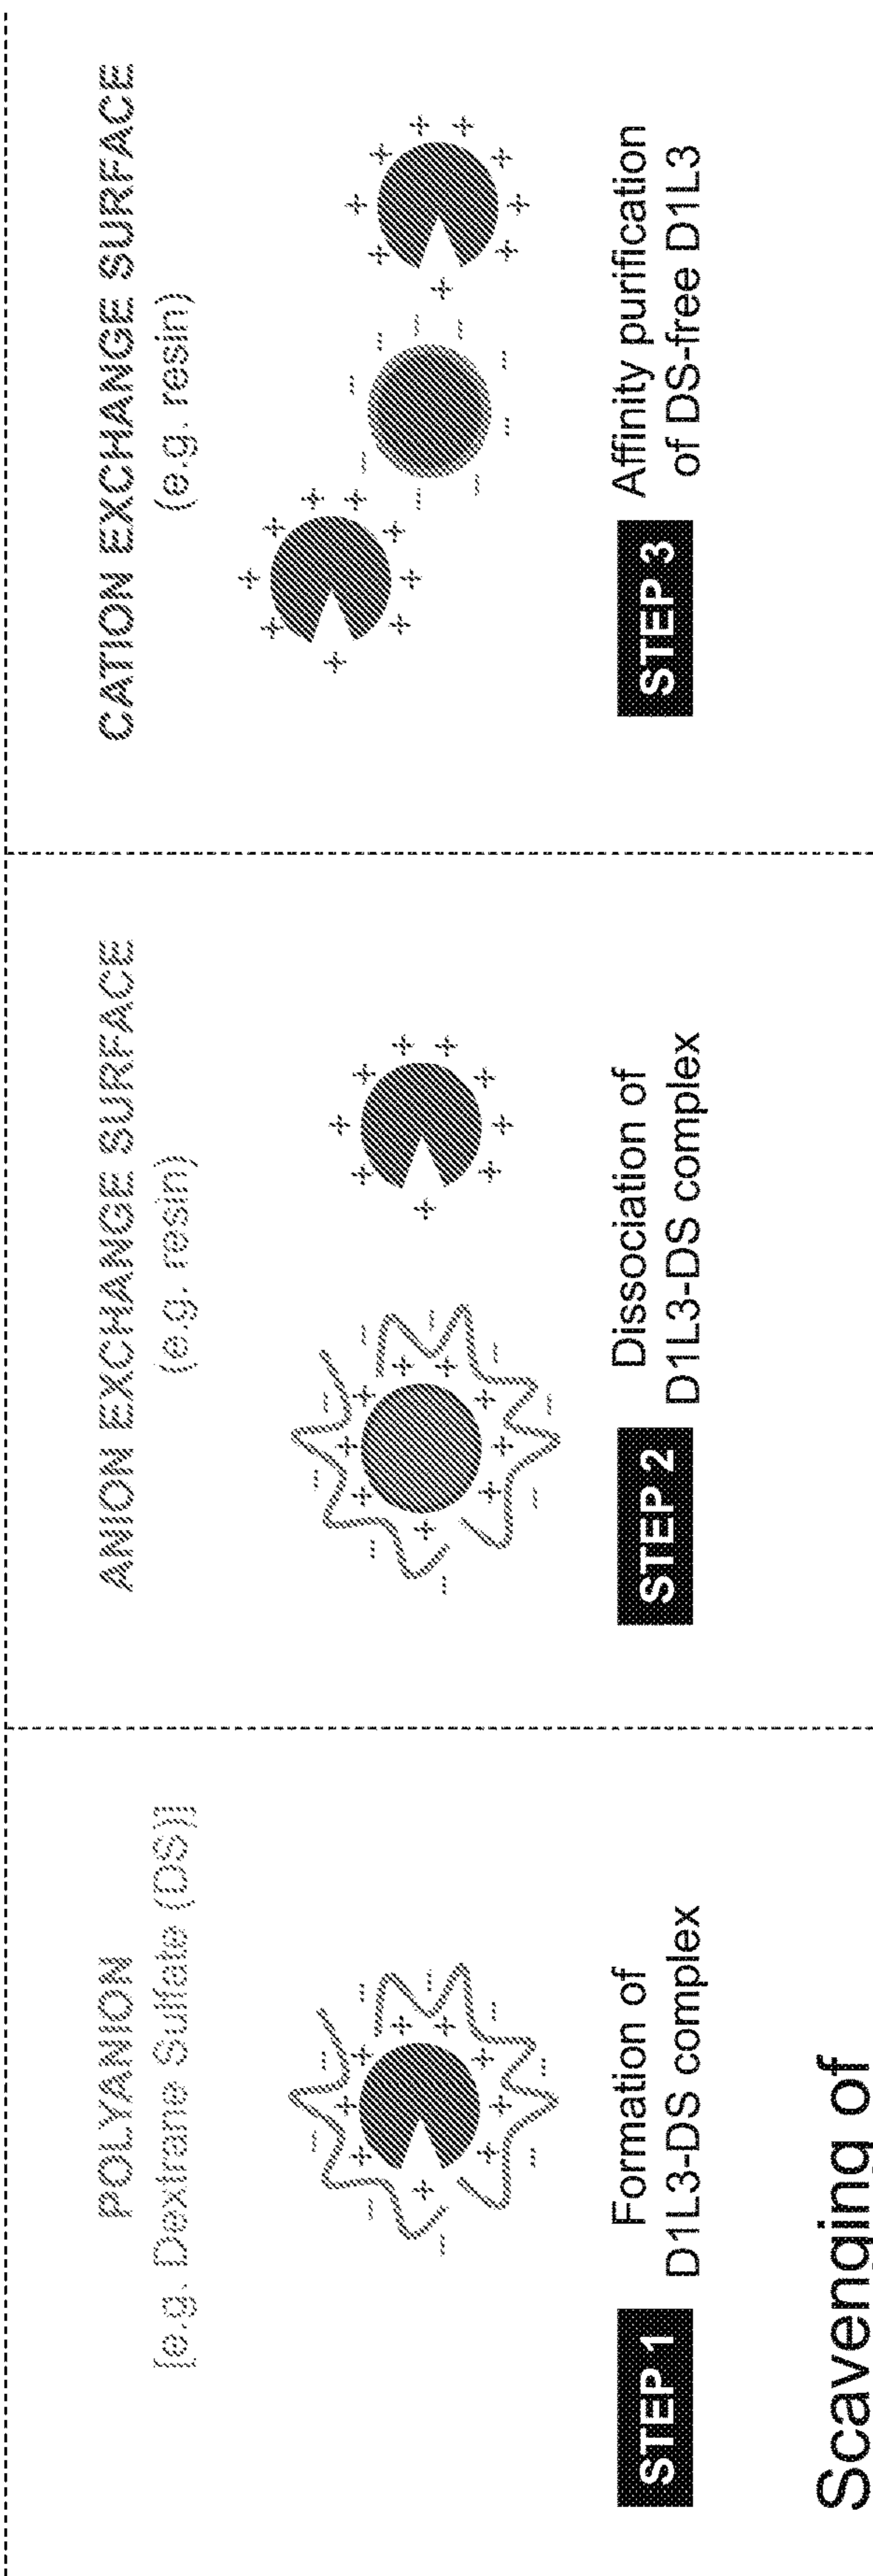 POLYANION
[e.g. Dextrane Sulfate (DS)]
STEP 1
Formation of
D1L3-DS complex
ANION EXCHANGE SURFACE
(e.g. resin)
STEP 2
Dissociation of
D1L3-DS complex
CATION EXCHANGE SURFACE
(e.g. resin)
STEP 3
Affinity purification
of DS-free D1L3
Scavenging of